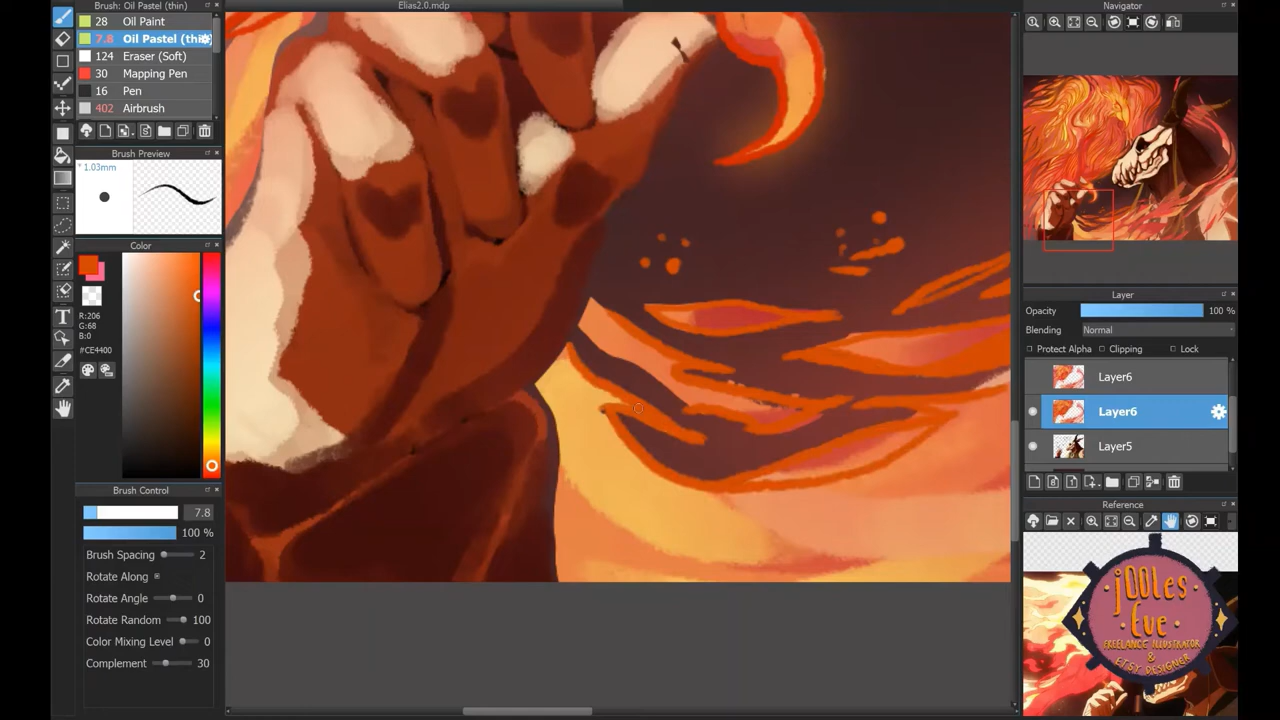 Brush: Oil Pastel (thin)
Elias2.0.mdp
Navigator
28 Oil Paint
7.8 Oil Pastel (thi
124 Eraser (Soft)
30 Mapping Pen
16 Pen
402 Airbrush
Brush Preview
* 1.03mm
Color
R:206
G:68
B:0
#CE4400
Brush Control
7.8
100 %
Brush Spacing 2
Rotate Along
Rotate Angle 0
Rotate Random 100
Color Mixing Level 0
Complement 30
Layer
Opacity 100 %
Blending Normal
Protect Alpha Clipping Lock
Layer6
Layer6
Layer5
Reference
jOOles
Eve
FREELANCE ILLUSTRATOR
&
ETSY DESIGNER